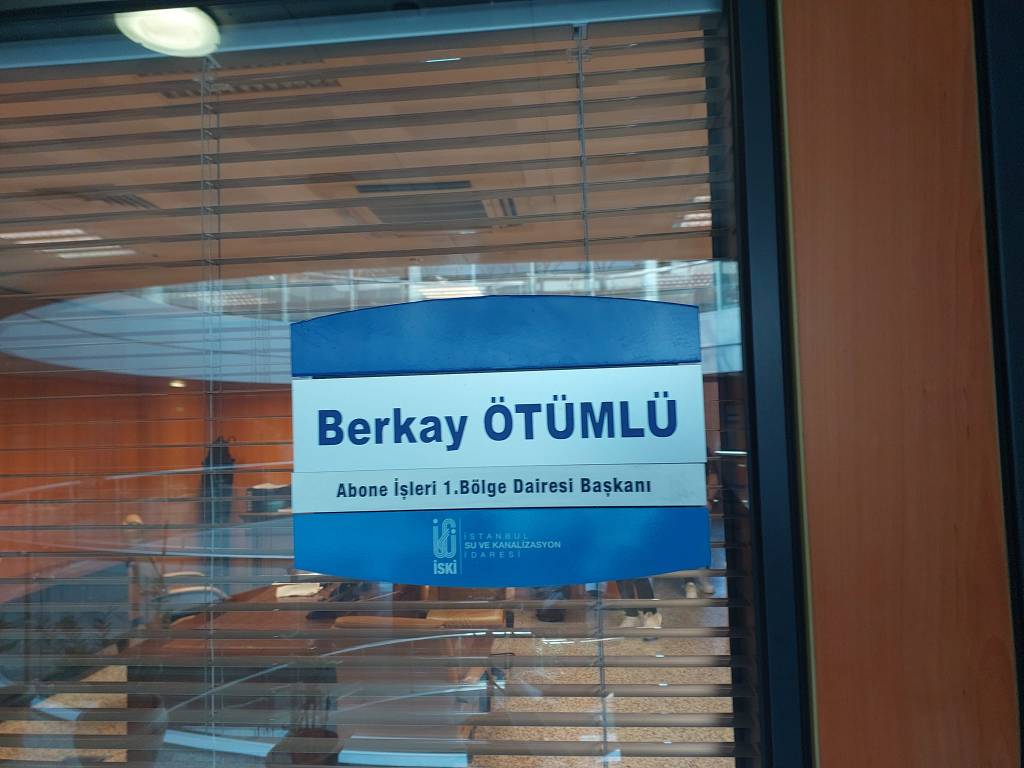 Berkay ÖTÜMLÜ
Abone İşleri 1.Bölge Dairesi Başkanı
İSTANBUL
SU VE KANALİZASYON
İDARESİ
İSKİ